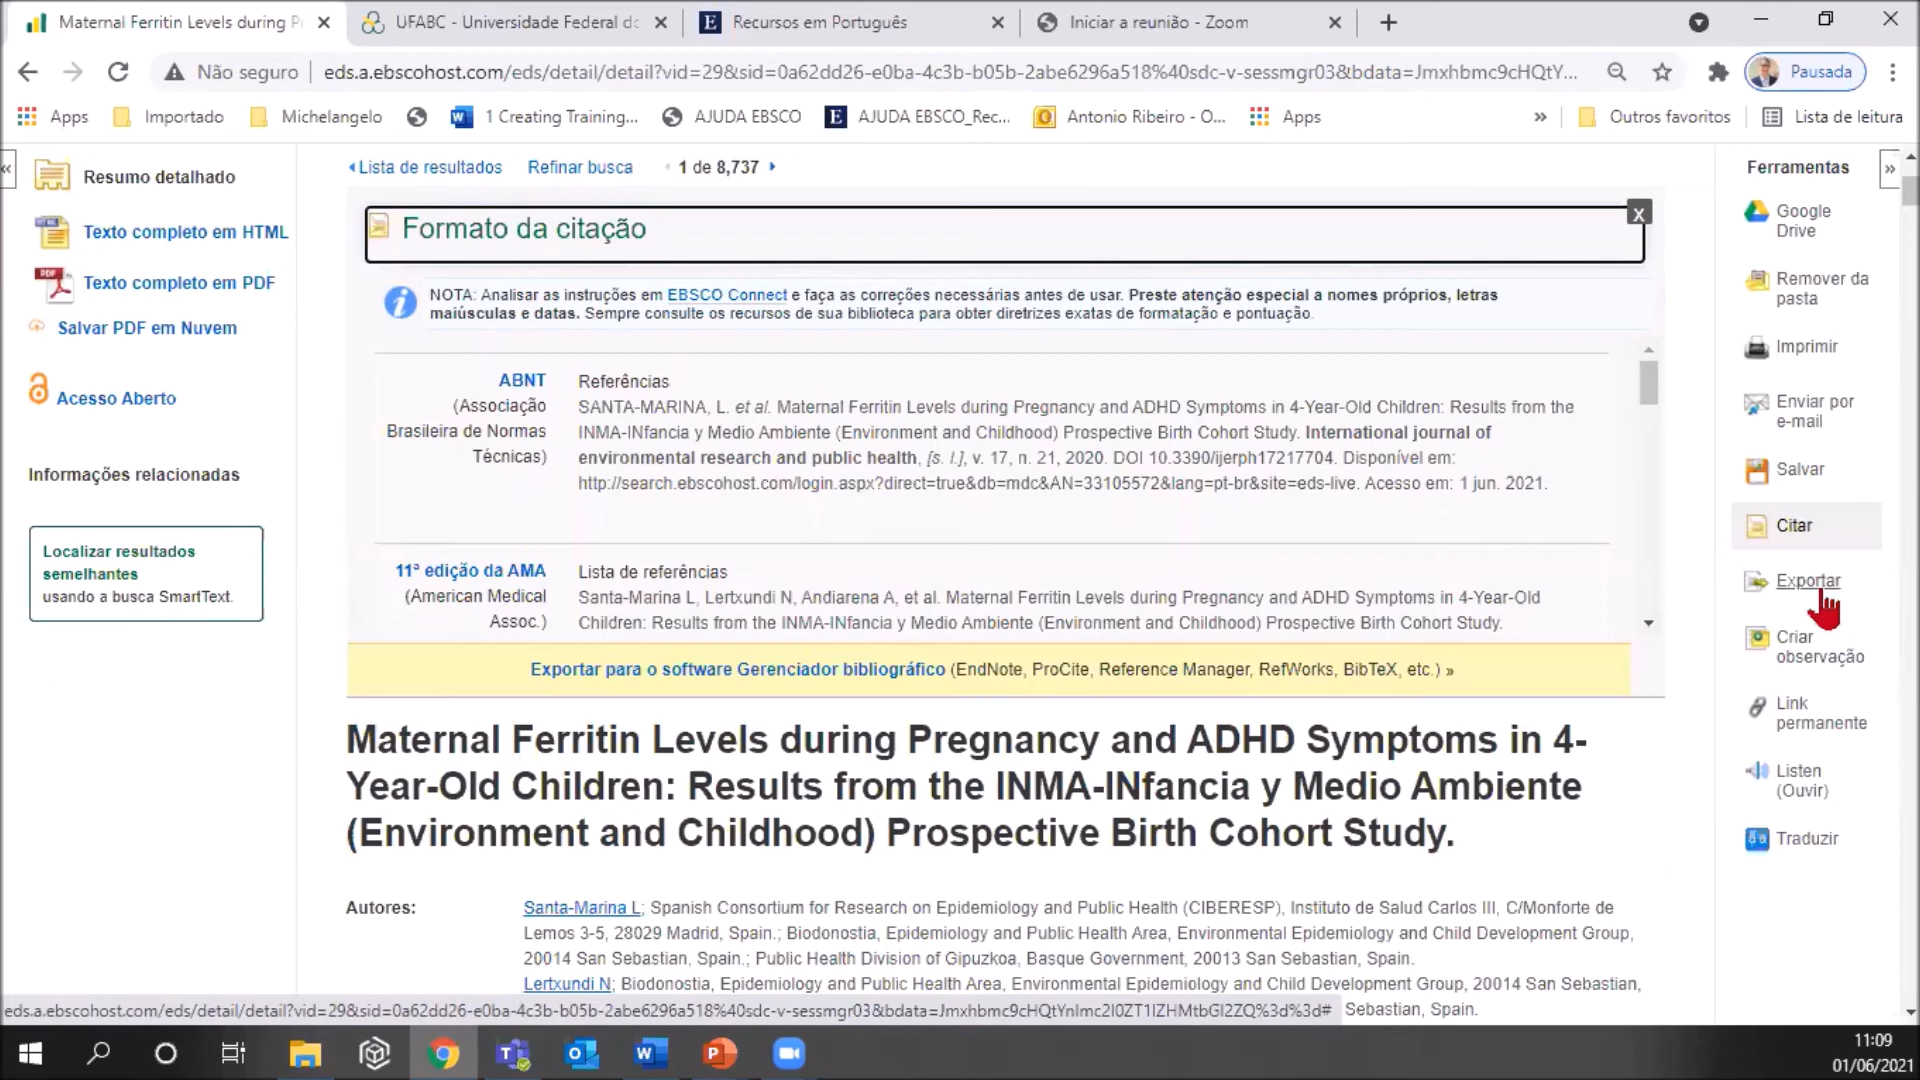 Maternal Ferritin Levels during Pr
UFABC - Universidade Federal do
Recursos em Português
Iniciar a reunião - Zoom
Não seguro
eds.a.ebscohost.com/eds/detail/detail?vid=29&sid=0a62dd26-e0ba-4c3b-b05b-2abe6296a518%40sdc-v-sessmgr03&bdata=Jmxhbmc9cHQtY...
Pausada
Apps
Importado
Michelangelo
1 Creating Training...
AJUDA EBSCO
AJUDA EBSCO_Rec...
Antonio Ribeiro - O...
Apps
»
Outros favoritos
Lista de leitura
«
Resumo detalhado
Texto completo em HTML
Texto completo em PDF
Salvar PDF em Nuvem
Acesso Aberto
Informações relacionadas
Localizar resultados
semelhantes
usando a busca SmartText.
Lista de resultados
Refinar busca
1 de 8,737
Formato da citação
x
NOTA: Analisar as instruções em EBSCO Connect e faça as correções necessárias antes de usar. Preste atenção especial a nomes próprios, letras
maiúsculas e datas. Sempre consulte os recursos de sua biblioteca para obter diretrizes exatas de formatação e pontuação.
ABNT
(Associação
Brasileira de Normas
Técnicas)
Referências
SANTA-MARINA, L. et al. Maternal Ferritin Levels during Pregnancy and ADHD Symptoms in 4-Year-Old Children: Results from the
INMA-INfancia y Medio Ambiente (Environment and Childhood) Prospective Birth Cohort Study. International journal of
environmental research and public health, [s. l.], v. 17, n. 21, 2020. DOI 10.3390/ijerph17217704. Disponível em:
http://search.ebscohost.com/login.aspx?direct=true&db=mdc&AN=33105572&lang=pt-br&site=eds-live. Acesso em: 1 jun. 2021.
11ª edição da AMA
(American Medical
Assoc.)
Lista de referências
Santa-Marina L, Lertxundi N, Andiarena A, et al. Maternal Ferritin Levels during Pregnancy and ADHD Symptoms in 4-Year-Old
Children: Results from the INMA-INfancia y Medio Ambiente (Environment and Childhood) Prospective Birth Cohort Study.
Exportar para o software Gerenciador bibliográfico (EndNote, ProCite, Reference Manager, RefWorks, BibTeX, etc.) »
Maternal Ferritin Levels during Pregnancy and ADHD Symptoms in 4-
Year-Old Children: Results from the INMA-INfancia y Medio Ambiente
(Environment and Childhood) Prospective Birth Cohort Study.
Autores:
Santa-Marina L; Spanish Consortium for Research on Epidemiology and Public Health (CIBERESP), Instituto de Salud Carlos III, C/Monforte de
Lemos 3-5, 28029 Madrid, Spain.; Biodonostia, Epidemiology and Public Health Area, Environmental Epidemiology and Child Development Group,
20014 San Sebastian, Spain.; Public Health Division of Gipuzkoa, Basque Government, 20013 San Sebastian, Spain.
Lertxundi N; Biodonostia, Epidemiology and Public Health Area, Environmental Epidemiology and Child Development Group, 20014 San Sebastian,
Sebastian, Spain.
Ferramentas
»
Google
Drive
Remover da
pasta
Imprimir
Enviar por
e-mail
Salvar
Citar
Exportar
Criar
observação
Link
permanente
Listen
(Ouvir)
Traduzir
eds.a.ebscohost.com/eds/detail/detail?vid=29&sid=0a62dd26-e0ba-4c3b-b05b-2abe6296a518%40sdc-v-sessmgr03&bdata=Jmxhbmc9cHQtYnImc2l0ZT1lZHMtbGl2ZQ%3d%3d#
11:09
01/06/2021